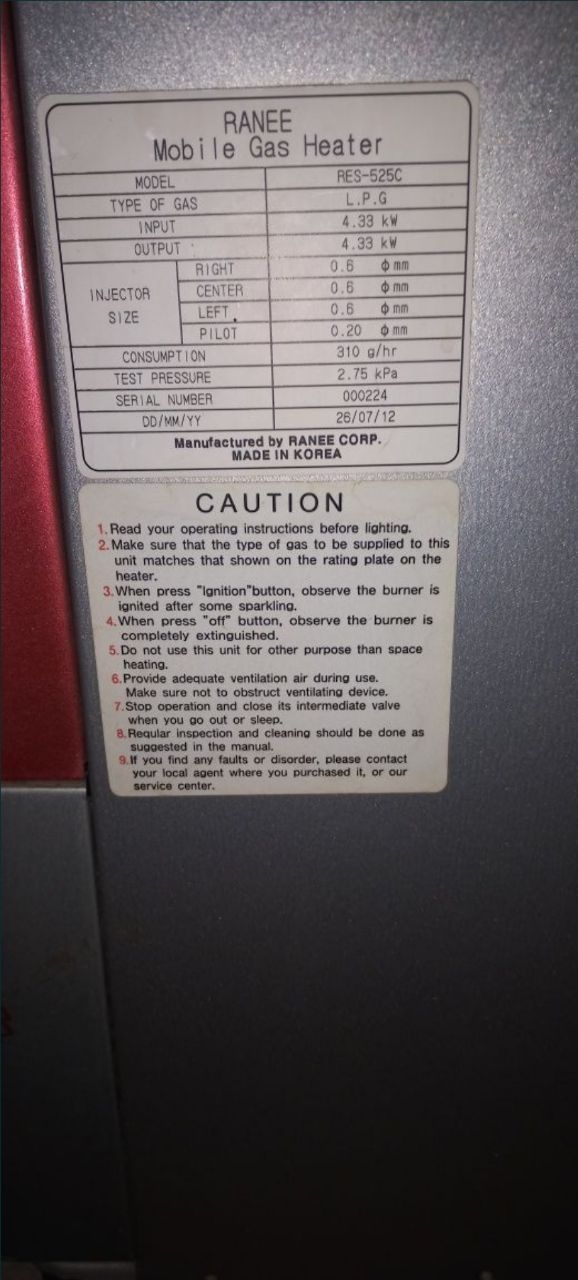 RANEE
Mobile Gas Heater
MODEL RES-525C
TYPE OF GAS L.P.G
INPUT 4.33 kW
OUTPUT 4.33 kW
INJECTOR SIZE
RIGHT 0.6 Φmm
CENTER 0.6 Φmm
LEFT 0.6 Φmm
PILOT 0.20 Φmm
CONSUMPTION 310 g/hr
TEST PRESSURE 2.75 kPa
SERIAL NUMBER 000224
DD/MM/YY 26/07/12
Manufactured by RANEE CORP.
MADE IN KOREA
CAUTION
1. Read your operating instructions before lighting.
2. Make sure that the type of gas to be supplied to this
unit matches that shown on the rating plate on the
heater.
3. When press "Ignition"button, observe the burner is
ignited after some sparkling.
4. When press "off" button, observe the burner is
completely extinguished.
5. Do not use this unit for other purpose than space
heating.
6. Provide adequate ventilation air during use.
Make sure not to obstruct ventilating device.
7. Stop operation and close its intermediate valve
when you go out or sleep.
8. Regular inspection and cleaning should be done as
suggested in the manual.
9. If you find any faults or disorder, please contact
your local agent where you purchased it, or our
service center.